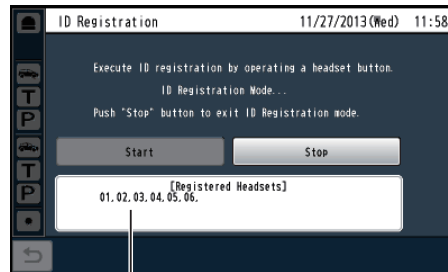 ID Registration 11/27/2013(Wed) 11:58
Execute ID registration by operating a headset button.
ID Registration Mode...
Push "Stop" button to exit ID Registration mode.
T
P
Start Stop
T
P
[Registered Headsets]
01,02,03,04,05,06,